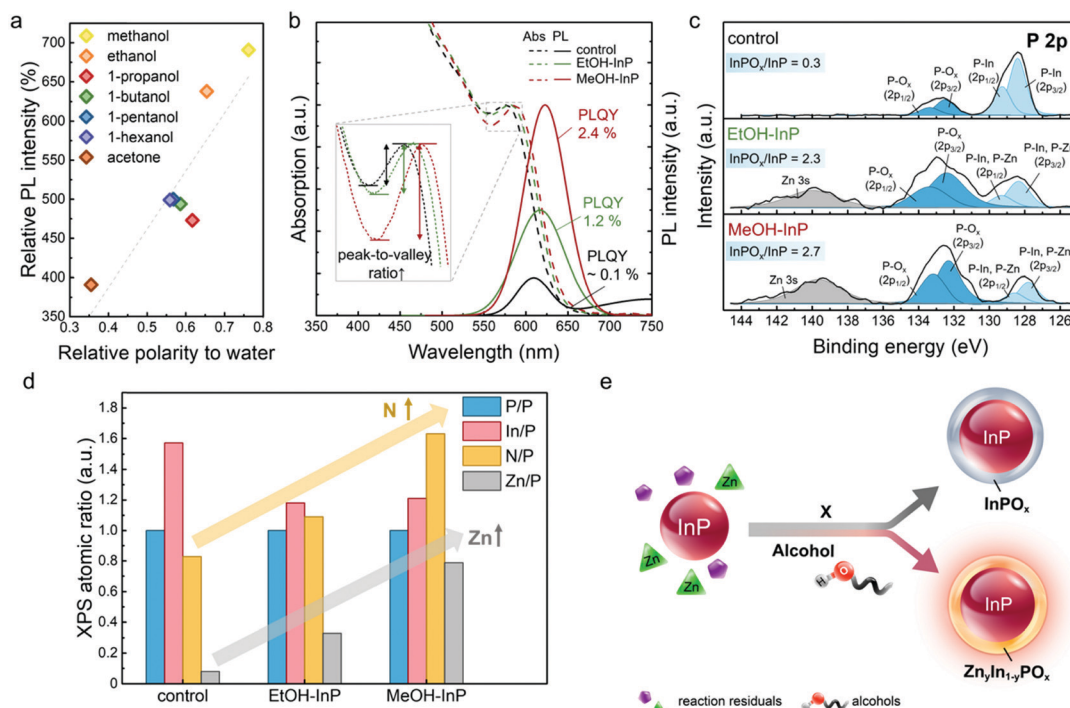 a
700
650
600
550
500
450
400
350
Relative PL intensity (%)
methanol
ethanol
1-propanol
1-butanol
1-pentanol
1-hexanol
acetone
0.3 0.4 0.5 0.6 0.7 0.8
Relative polarity to water
b
Absorption (a.u.)
Abs PL
control
EtOH-InP
MeOH-InP
PLQY
2.4 %
PLQY
1.2 %
PLQY
~ 0.1 %
peak-to-valley
ratio↑
350 400 450 500 550 600 650 700 750
Wavelength (nm)
PL intensity (a.u.)
c
Intensity (a.u.)
control
P 2p
InPOx/InP = 0.3
P-Ox
(2p1/2)
P-Ox
(2p3/2)
P-In
(2p1/2)
P-In
(2p3/2)
EtOH-InP
InPOx/InP = 2.3
Zn 3s
P-Ox
(2p1/2)
P-Ox
(2p3/2)
P-In, P-Zn
(2p1/2)
P-In, P-Zn
(2p3/2)
MeOH-InP
InPOx/InP = 2.7
Zn 3s
P-Ox
(2p1/2)
P-Ox
(2p3/2)
P-In, P-Zn
(2p1/2)
P-In, P-Zn
(2p3/2)
144 140 136 134 132 130 128 126
Binding energy (eV)
d
XPS atomic ratio (a.u.)
1.8
1.6
1.4
1.2
1.0
0.8
0.6
0.4
0.2
0.0
N ↑
Zn↑
P/P
In/P
N/P
Zn/P
control EtOH-InP MeOH-InP
e
Zn
InP
Zn
Zn
X
Alcohol
H O
InP
InPOx
InP
ZnyIn1-yPOx
reaction residuals
alcohols